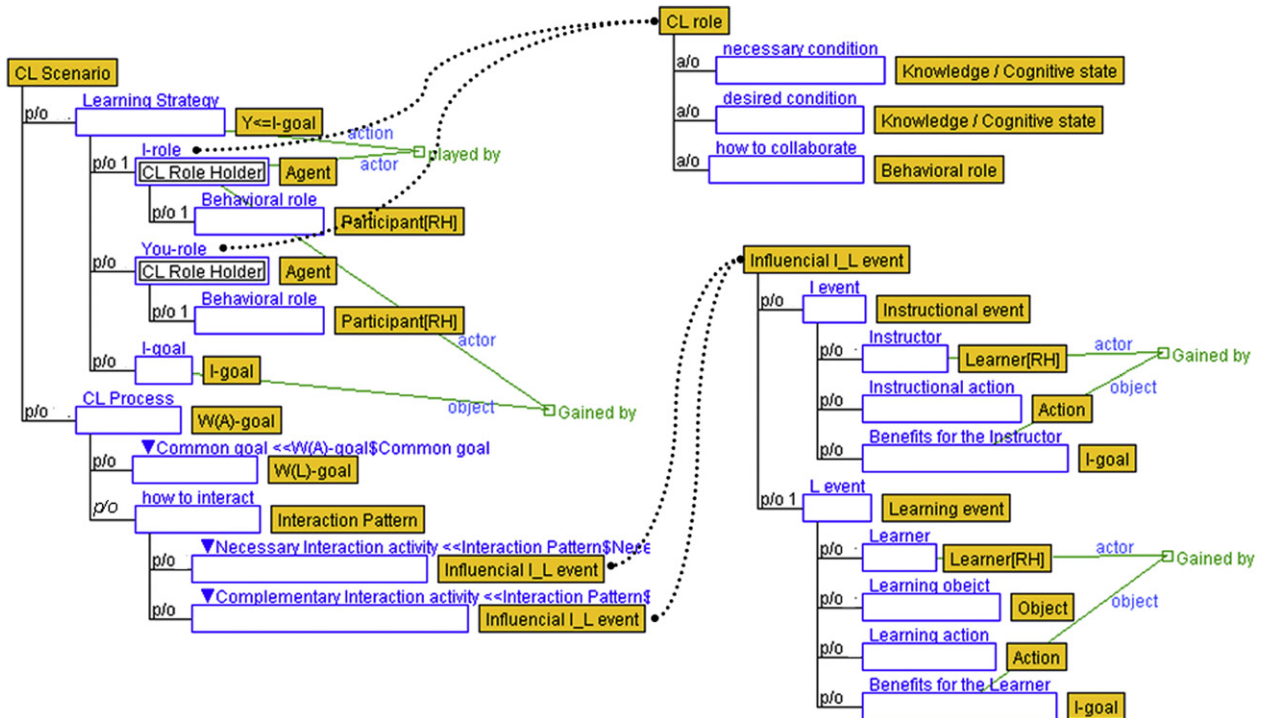 CL Scenario
p/o ...
Learning Strategy
Y<=I-goal
action
played by
actor
p/o 1
I-role
CL Role Holder
Agent
p/o 1
Behavioral role
Participant[RH]
p/o
You-role
CL Role Holder
Agent
p/o 1
Behavioral role
Participant[RH]
actor
p/o
I-goal
I-goal
object
Gained by
p/o ...
CL Process
W(A)-goal
p/o
▼Common goal <<W(A)-goal$Common goal
W(L)-goal
p/o
how to interact
Interaction Pattern
p/o
▼Necessary Interaction activity <<Interaction Pattern$Nece
Influencial I_L event
p/o
▼Complementary Interaction activity <<Interaction Pattern$
Influencial I_L event
CL role
a/o
necessary condition
Knowledge / Cognitive state
a/o
desired condition
Knowledge / Cognitive state
a/o
how to collaborate
Behavioral role
Influencial I_L event
p/o
I event
Instructional event
p/o ..
Instructor
Learner[RH]
actor
Gained by
object
p/o
Instructional action
Action
p/o
Benefits for the Instructor
I-goal
p/o 1
L event
Learning event
p/o ..
Learner
Learner[RH]
actor
Gained by
object
p/o ..
Learning obejct
Object
p/o ..
Learning action
Action
p/o
Benefits for the Learner
I-goal